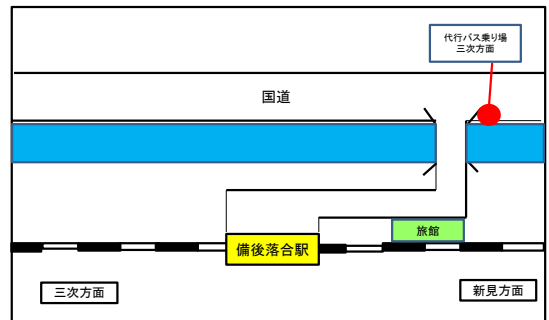 代行バス乗り場
三次方面
国道
旅館
備後落合駅
三次方面
新見方面